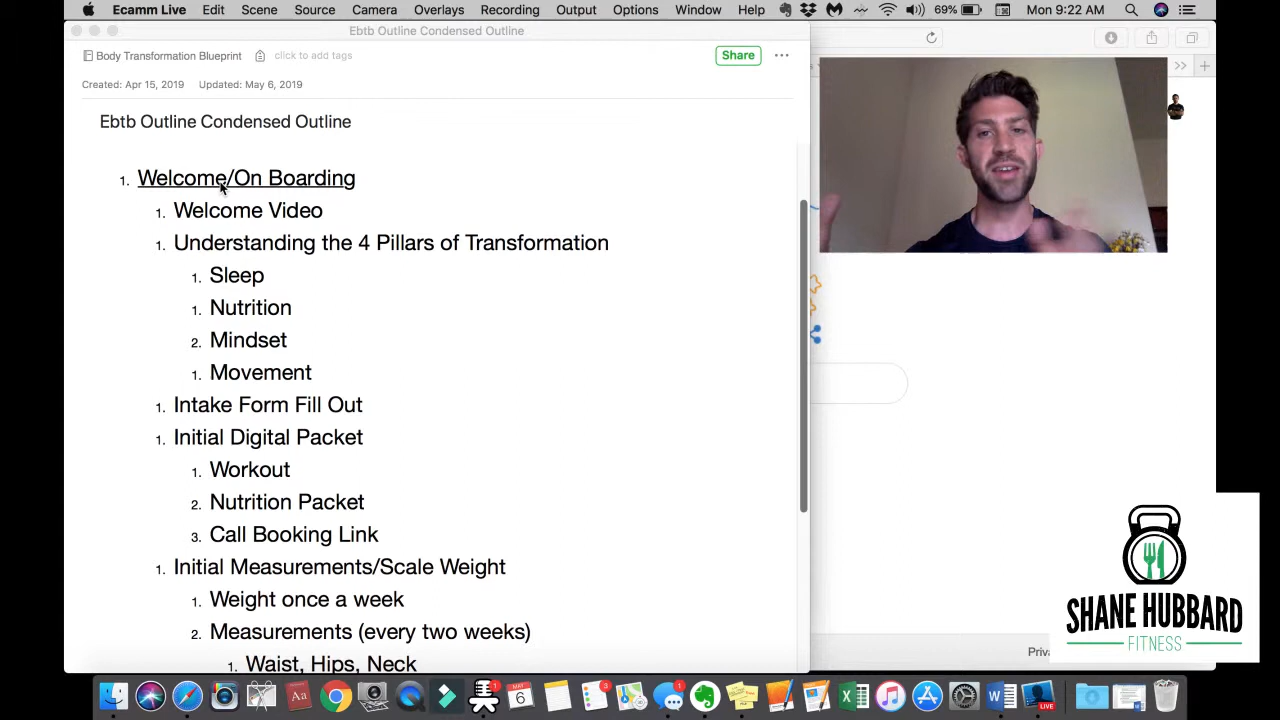 Ecamm Live Edit Scene Source Camera Overlays Recording Output Options Window Help 69% Mon 9:22 AM
Ebtb Outline Condensed Outline
Body Transformation Blueprint click to add tags Share
Created: Apr 15, 2019 Updated: May 6, 2019
Ebtb Outline Condensed Outline
1. Welcome/On Boarding
1. Welcome Video
1. Understanding the 4 Pillars of Transformation
1. Sleep
1. Nutrition
2. Mindset
1. Movement
1. Intake Form Fill Out
1. Initial Digital Packet
1. Workout
2. Nutrition Packet
3. Call Booking Link
1. Initial Measurements/Scale Weight
1. Weight once a week
2. Measurements (every two weeks)
1. Waist, Hips, Neck
SHANE HUBBARD
FITNESS